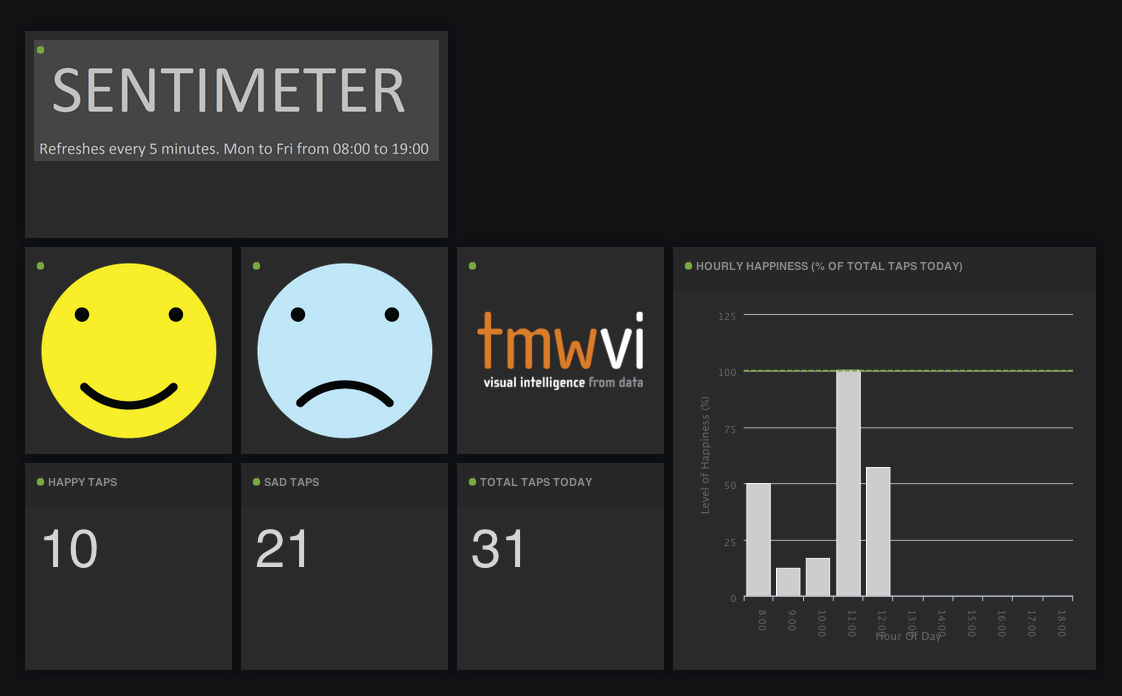 SENTIMETER
Refreshes every 5 minutes. Mon to Fri from 08:00 to 19:00
tmwvi
visual intelligence from data
HAPPY TAPS
10
SAD TAPS
21
TOTAL TAPS TODAY
31
HOURLY HAPPINESS (% OF TOTAL TAPS TODAY)
125
100
75
50
25
0
Level of Happiness (%)
8:00
9:00
10:00
11:00
12:00
13:00
14:00
15:00
16:00
17:00
18:00
Hour Of Day